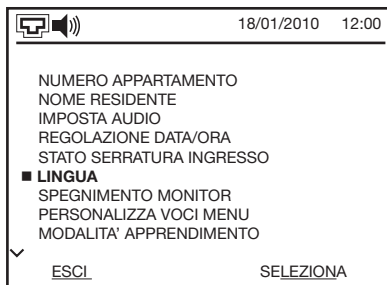 18/01/2010 12:00
NUMERO APPARTAMENTO
NOME RESIDENTE
IMPOSTA AUDIO
REGOLAZIONE DATA/ORA
STATO SERRATURA INGRESSO
■ LINGUA
SPEGNIMENTO MONITOR
PERSONALIZZA VOCI MENU
MODALITA' APPRENDIMENTO
ESCI SELEZIONA